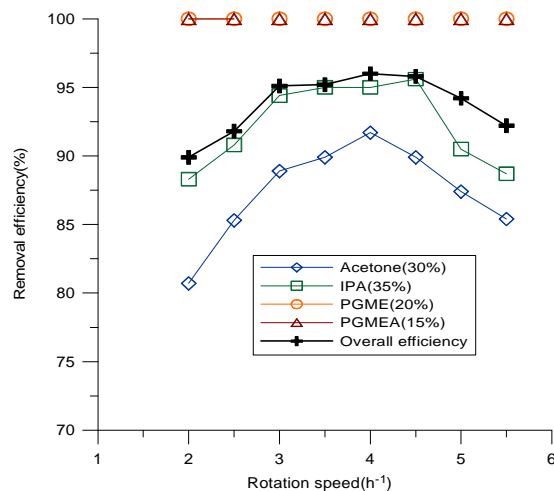 100
95
90
85
80
75
70
Removal efficiency(%)
Acetone(30%)
IPA(35%)
PGME(20%)
PGMEA(15%)
Overall efficiency
1 2 3 4 5 6
Rotation speed(h-1)